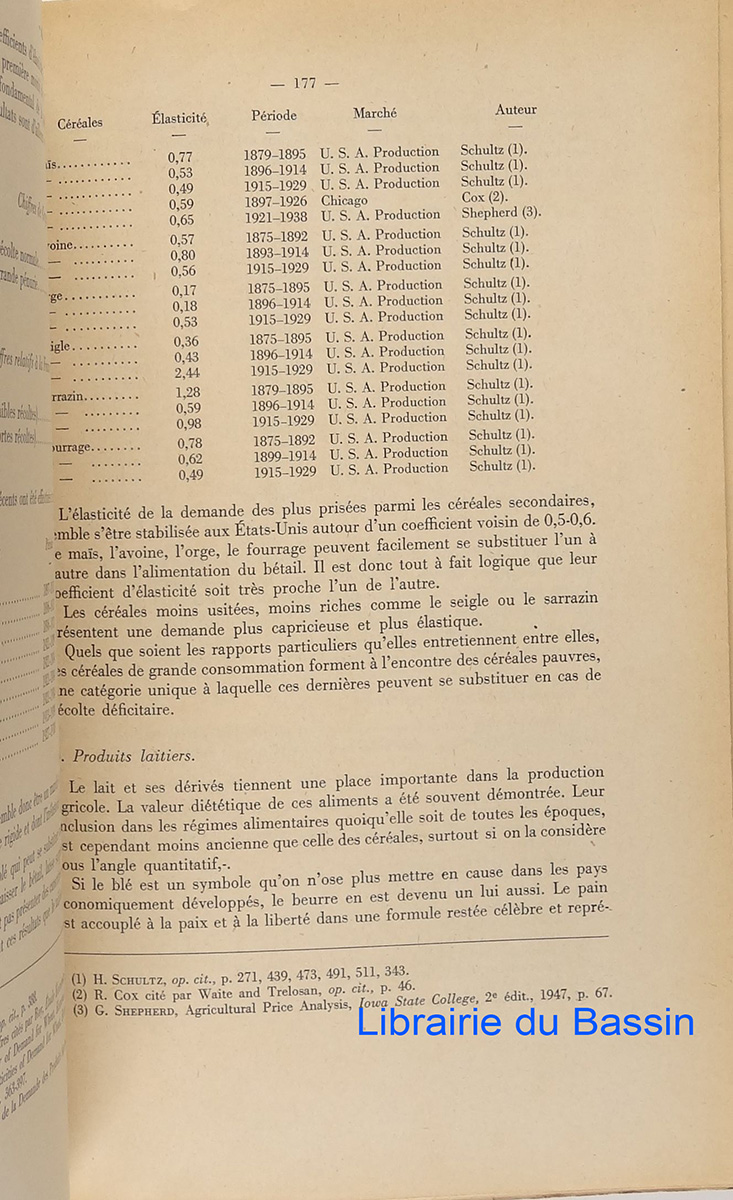 — 177 —
Céréales Élasticité Période Marché Auteur
ïs........... 0,77 1879-1895 U. S. A. Production Schultz (1).
— ........... 0,53 1896-1914 U. S. A. Production Schultz (1).
— ........... 0,49 1915-1929 U. S. A. Production Schultz (1).
— ........... 0,59 1897-1926 Chicago Cox (2).
— ........... 0,65 1921-1938 U. S. A. Production Shepherd (3).
voine......... 0,57 1875-1892 U. S. A. Production Schultz (1).
— ......... 0,80 1893-1914 U. S. A. Production Schultz (1).
— ......... 0,56 1915-1929 U. S. A. Production Schultz (1).
ge.......... 0,17 1875-1895 U. S. A. Production Schultz (1).
— .......... 0,18 1896-1914 U. S. A. Production Schultz (1).
— .......... 0,53 1915-1929 U. S. A. Production Schultz (1).
igle.......... 0,36 1875-1895 U. S. A. Production Schultz (1).
— .......... 0,43 1896-1914 U. S. A. Production Schultz (1).
— .......... 2,44 1915-1929 U. S. A. Production Schultz (1).
rrazin........ 1,28 1879-1895 U. S. A. Production Schultz (1).
— ........ 0,59 1896-1914 U. S. A. Production Schultz (1).
— ........ 0,98 1915-1929 U. S. A. Production Schultz (1).
ourrage....... 0,78 1875-1892 U. S. A. Production Schultz (1).
— ....... 0,62 1899-1914 U. S. A. Production Schultz (1).
— ....... 0,49 1915-1929 U. S. A. Production Schultz (1).
L'élasticité de la demande des plus prisées parmi les céréales secondaires,
emble s'être stabilisée aux États-Unis autour d'un coefficient voisin de 0,5-0,6.
e maïs, l'avoine, l'orge, le fourrage peuvent facilement se substituer l'un à
autre dans l'alimentation du bétail. Il est donc tout à fait logique que leur
oefficient d'élasticité soit très proche l'un de l'autre.
Les céréales moins usitées, moins riches comme le seigle ou le sarrazin
résentent une demande plus capricieuse et plus élastique.
Quels que soient les rapports particuliers qu'elles entretiennent entre elles,
es céréales de grande consommation forment à l'encontre des céréales pauvres,
ne catégorie unique à laquelle ces dernières peuvent se substituer en cas de
écolte déficitaire.
. Produits laitiers.
Le lait et ses dérivés tiennent une place importante dans la production
gricole. La valeur diététique de ces aliments a été souvent démontrée. Leur
nclusion dans les régimes alimentaires quoiqu'elle soit de toutes les époques,
st cependant moins ancienne que celle des céréales, surtout si on la considère
ous l'angle quantitatif,-.
Si le blé est un symbole qu'on n'ose plus mettre en cause dans les pays
conomiquement développés, le beurre en est devenu un lui aussi. Le pain
st accouplé à la paix et à la liberté dans une formule restée célèbre et repré-
(1) H. SCHULTZ, op. cit., p. 271, 439, 473, 491, 511, 343.
(2) R. Cox cité par Waite and Trelosan, op. cit., p. 46.
(3) G. SHEPHERD, Agricultural Price Analysis, Iowa State College, 2e édit., 1947, p. 67.
Librairie du Bassin